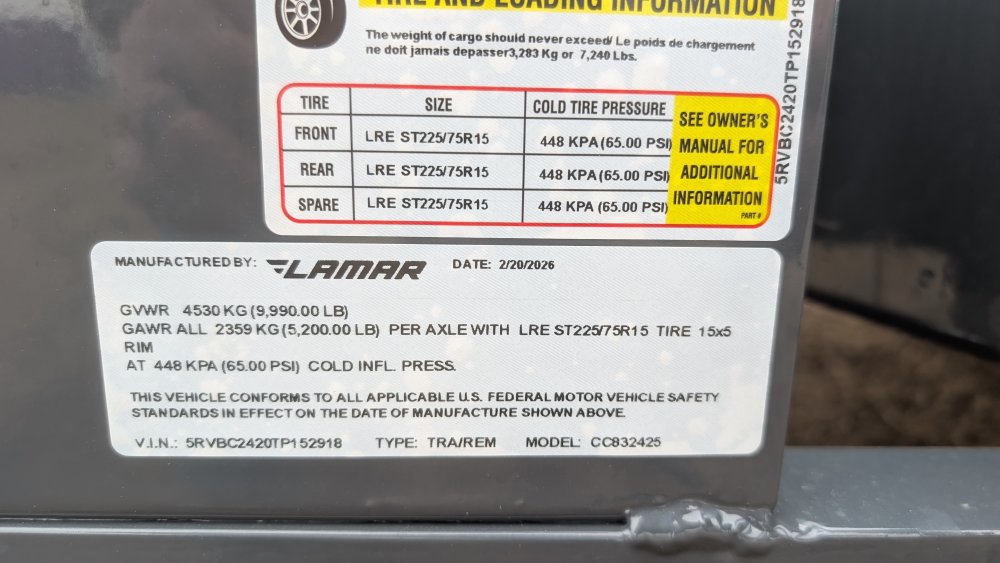 TIRE AND LOADING INFORMATION
The weight of cargo should never exceed/ Le poids de chargement
ne doit jamais depasser3,283 Kg or 7,240 Lbs.
TIRE SIZE COLD TIRE PRESSURE
FRONT LRE ST225/75R15 448 KPA (65.00 PSI)
REAR LRE ST225/75R15 448 KPA (65.00 PSI)
SPARE LRE ST225/75R15 448 KPA (65.00 PSI)
SEE OWNER'S
MANUAL FOR
ADDITIONAL
INFORMATION
PART #
5RVBC2420TP152918
MANUFACTURED BY: LAMAR DATE: 2/20/2026
GVWR 4530 KG (9,990.00 LB)
GAWR ALL 2359 KG (5,200.00 LB) PER AXLE WITH LRE ST225/75R15 TIRE 15x5
RIM
AT 448 KPA (65.00 PSI) COLD INFL. PRESS.
THIS VEHICLE CONFORMS TO ALL APPLICABLE U.S. FEDERAL MOTOR VEHICLE SAFETY
STANDARDS IN EFFECT ON THE DATE OF MANUFACTURE SHOWN ABOVE.
V.I.N.: 5RVBC2420TP152918 TYPE: TRA/REM MODEL: CC832425